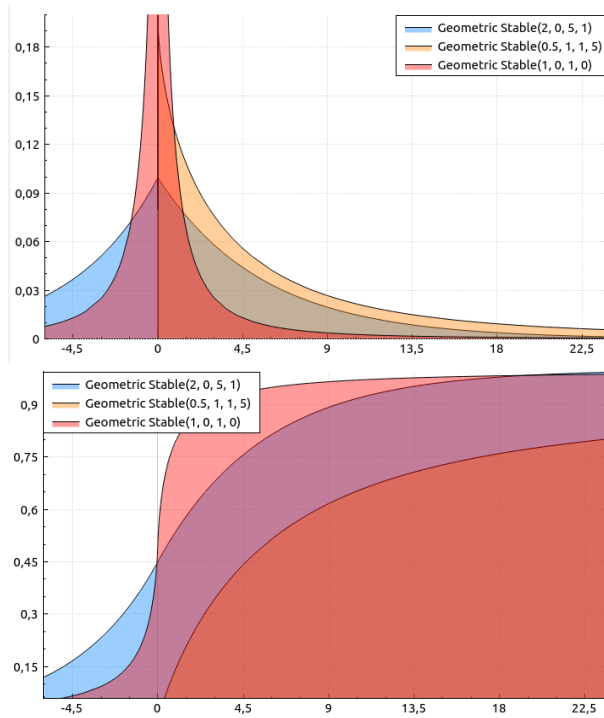 0,18
0,15
0,12
0,09
0,06
0,03
0
Geometric Stable(2, 0, 5, 1)
Geometric Stable(0.5, 1, 1, 5)
Geometric Stable(1, 0, 1, 0)
-4,5 0 4,5 9 13,5 18 22,5
Geometric Stable(2, 0, 5, 1)
Geometric Stable(0.5, 1, 1, 5)
Geometric Stable(1, 0, 1, 0)
0,9
0,75
0,6
0,45
0,3
0,15
-4,5 0 4,5 9 13,5 18 22,5